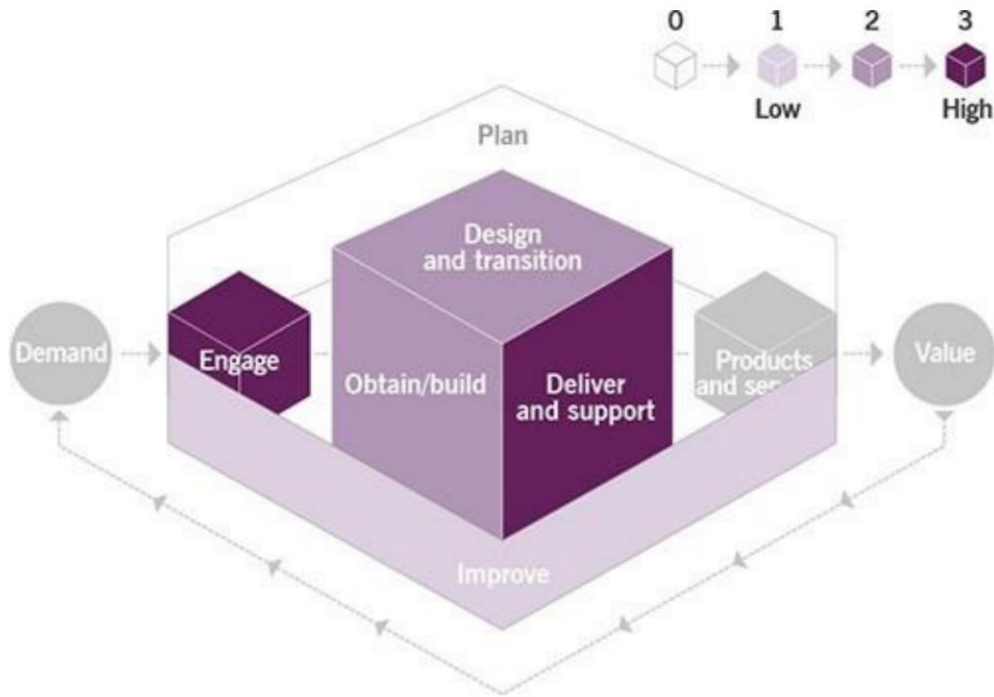 0 1 2 3
Low High
Plan
Design
and transition
Demand
Engage
Obtain/build
Deliver
and support
Products
and
Value
Improve